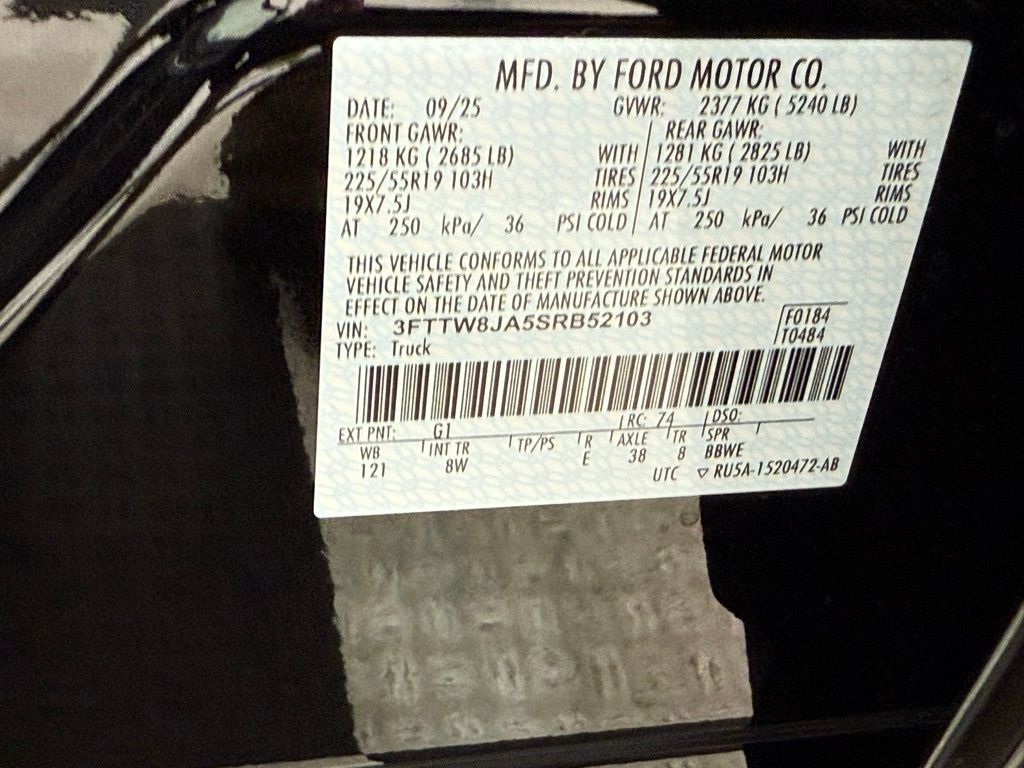 MFD. BY FORD MOTOR CO.
DATE: 09/25 GVWR: 2377 KG ( 5240 LB)
FRONT GAWR: REAR GAWR:
1218 KG ( 2685 LB) WITH 1281 KG ( 2825 LB) WITH
225/55R19 103H TIRES 225/55R19 103H TIRES
19X7.5J RIMS 19X7.5J RIMS
AT 250 kPa/ 36 PSI COLD AT 250 kPa/ 36 PSI COLD
THIS VEHICLE CONFORMS TO ALL APPLICABLE FEDERAL MOTOR
VEHICLE SAFETY AND THEFT PREVENTION STANDARDS IN
EFFECT ON THE DATE OF MANUFACTURE SHOWN ABOVE.
VIN: 3FTTW8JA5SRB52103 F0184
TYPE: Truck T0484
EXT PNT: G1 RC: 74 DSO:
WB INT TR TP/PS R AXLE TR SPR
121 8W E 38 8 BBWE
UTC ▽ RU5A-1520472-AB